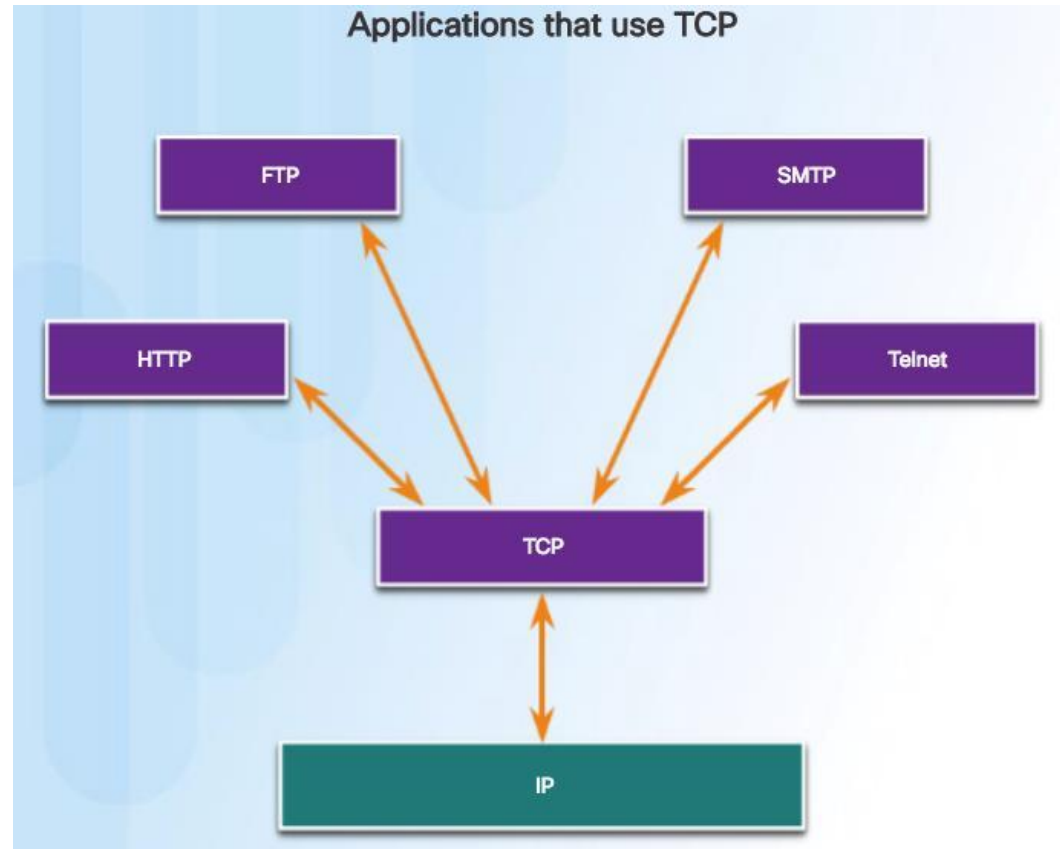 Applications that use TCP
FTP
SMTP
HTTP
Telnet
TCP
IP